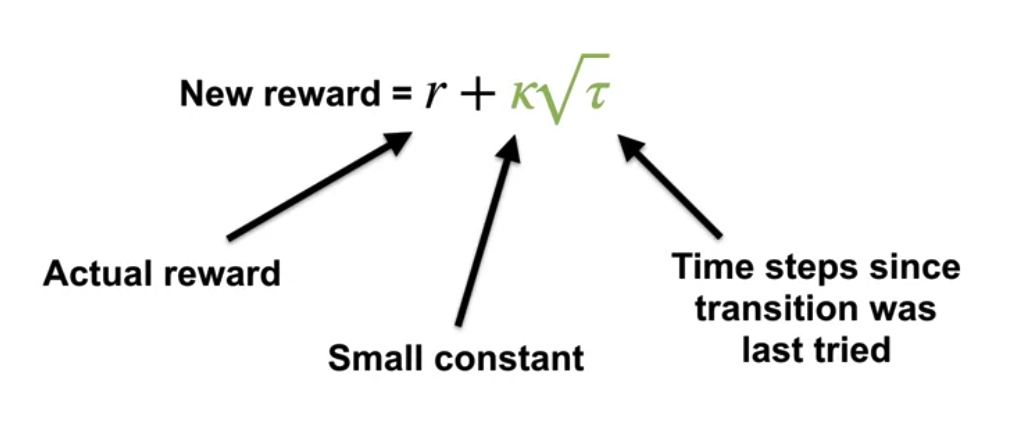 New reward = r + κ√τ
Actual reward
Small constant
Time steps since
transition was
last tried